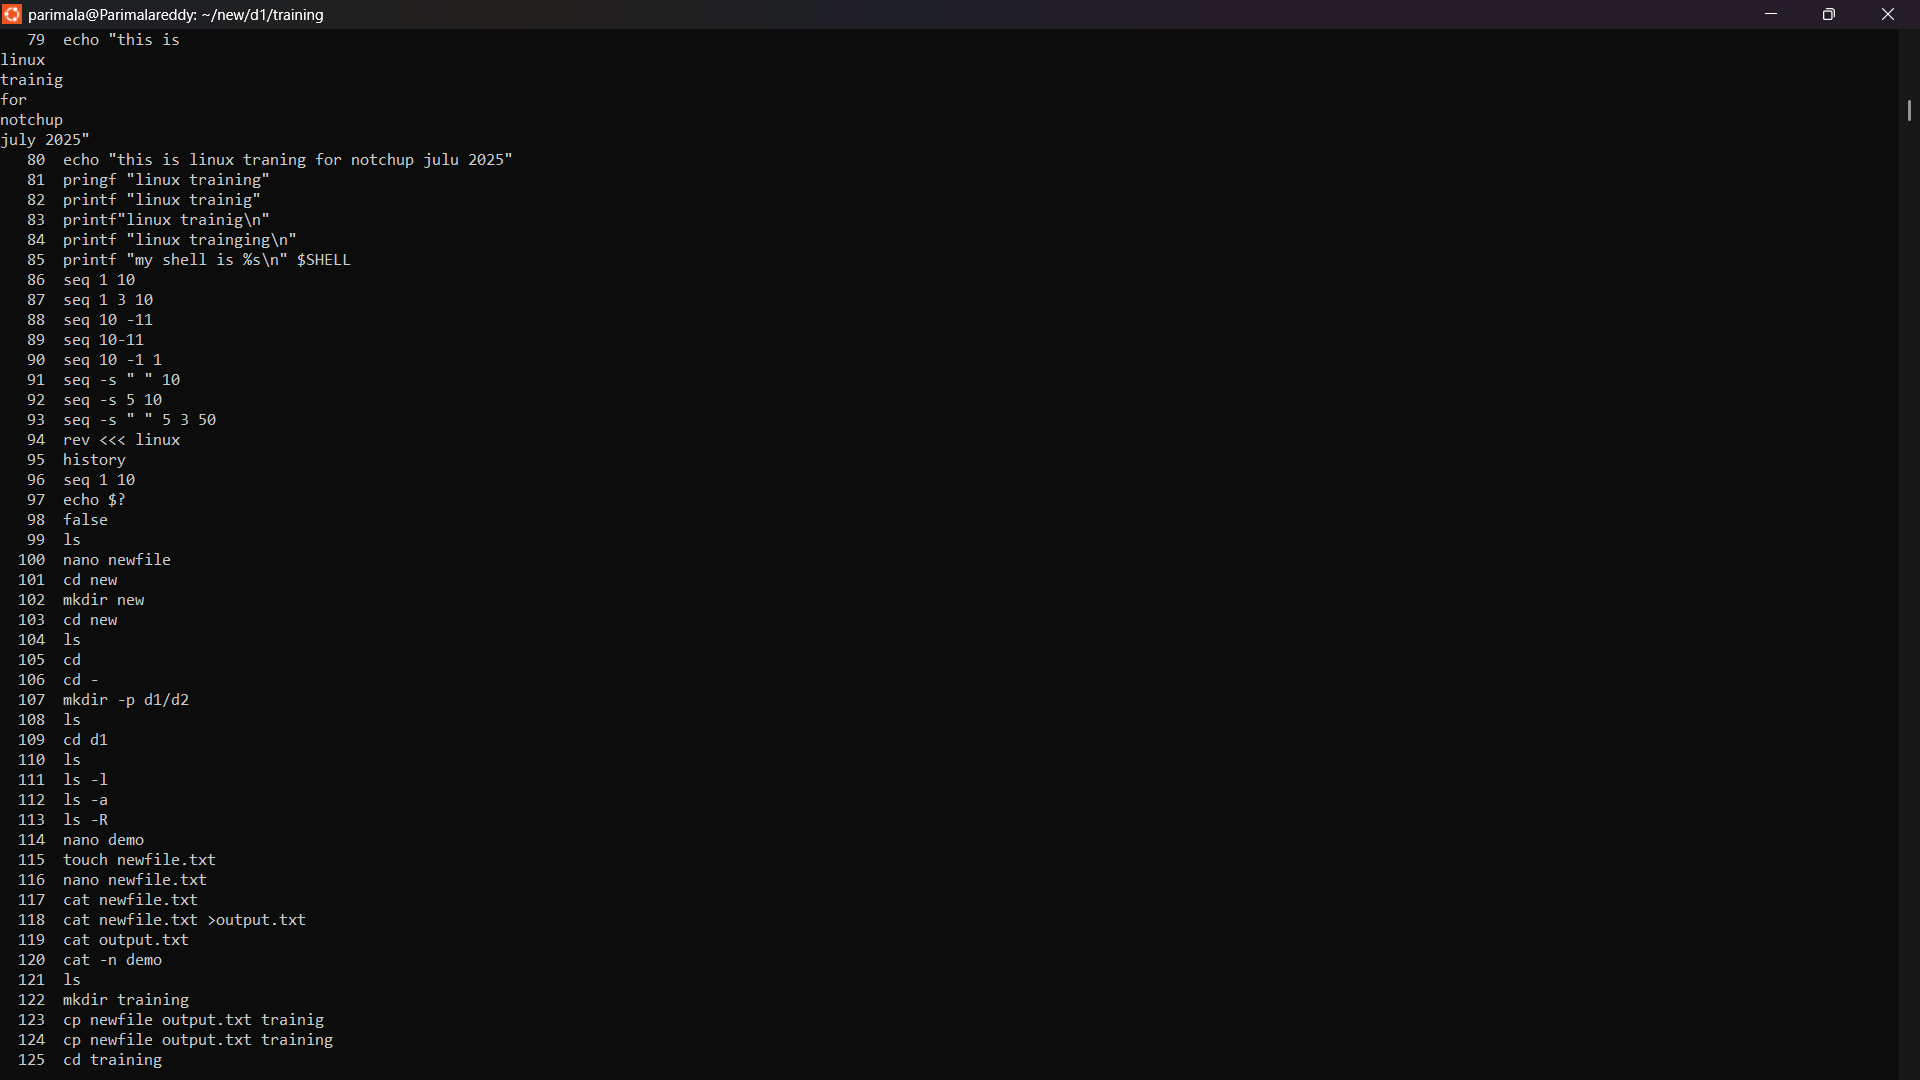 parimala@Parimalareddy: ~/new/d1/training
79 echo "this is
linux
trainig
for
notchup
july 2025"
80 echo "this is linux traning for notchup julu 2025"
81 pringf "linux training"
82 printf "linux trainig"
83 printf"linux trainig\n"
84 printf "linux trainging\n"
85 printf "my shell is %s\n" $SHELL
86 seq 1 10
87 seq 1 3 10
88 seq 10 -11
89 seq 10-11
90 seq 10 -1 1
91 seq -s " " 10
92 seq -s 5 10
93 seq -s " " 5 3 50
94 rev <<< linux
95 history
96 seq 1 10
97 echo $?
98 false
99 ls
100 nano newfile
101 cd new
102 mkdir new
103 cd new
104 ls
105 cd
106 cd -
107 mkdir -p d1/d2
108 ls
109 cd d1
110 ls
111 ls -l
112 ls -a
113 ls -R
114 nano demo
115 touch newfile.txt
116 nano newfile.txt
117 cat newfile.txt
118 cat newfile.txt >output.txt
119 cat output.txt
120 cat -n demo
121 ls
122 mkdir training
123 cp newfile output.txt trainig
124 cp newfile output.txt training
125 cd training